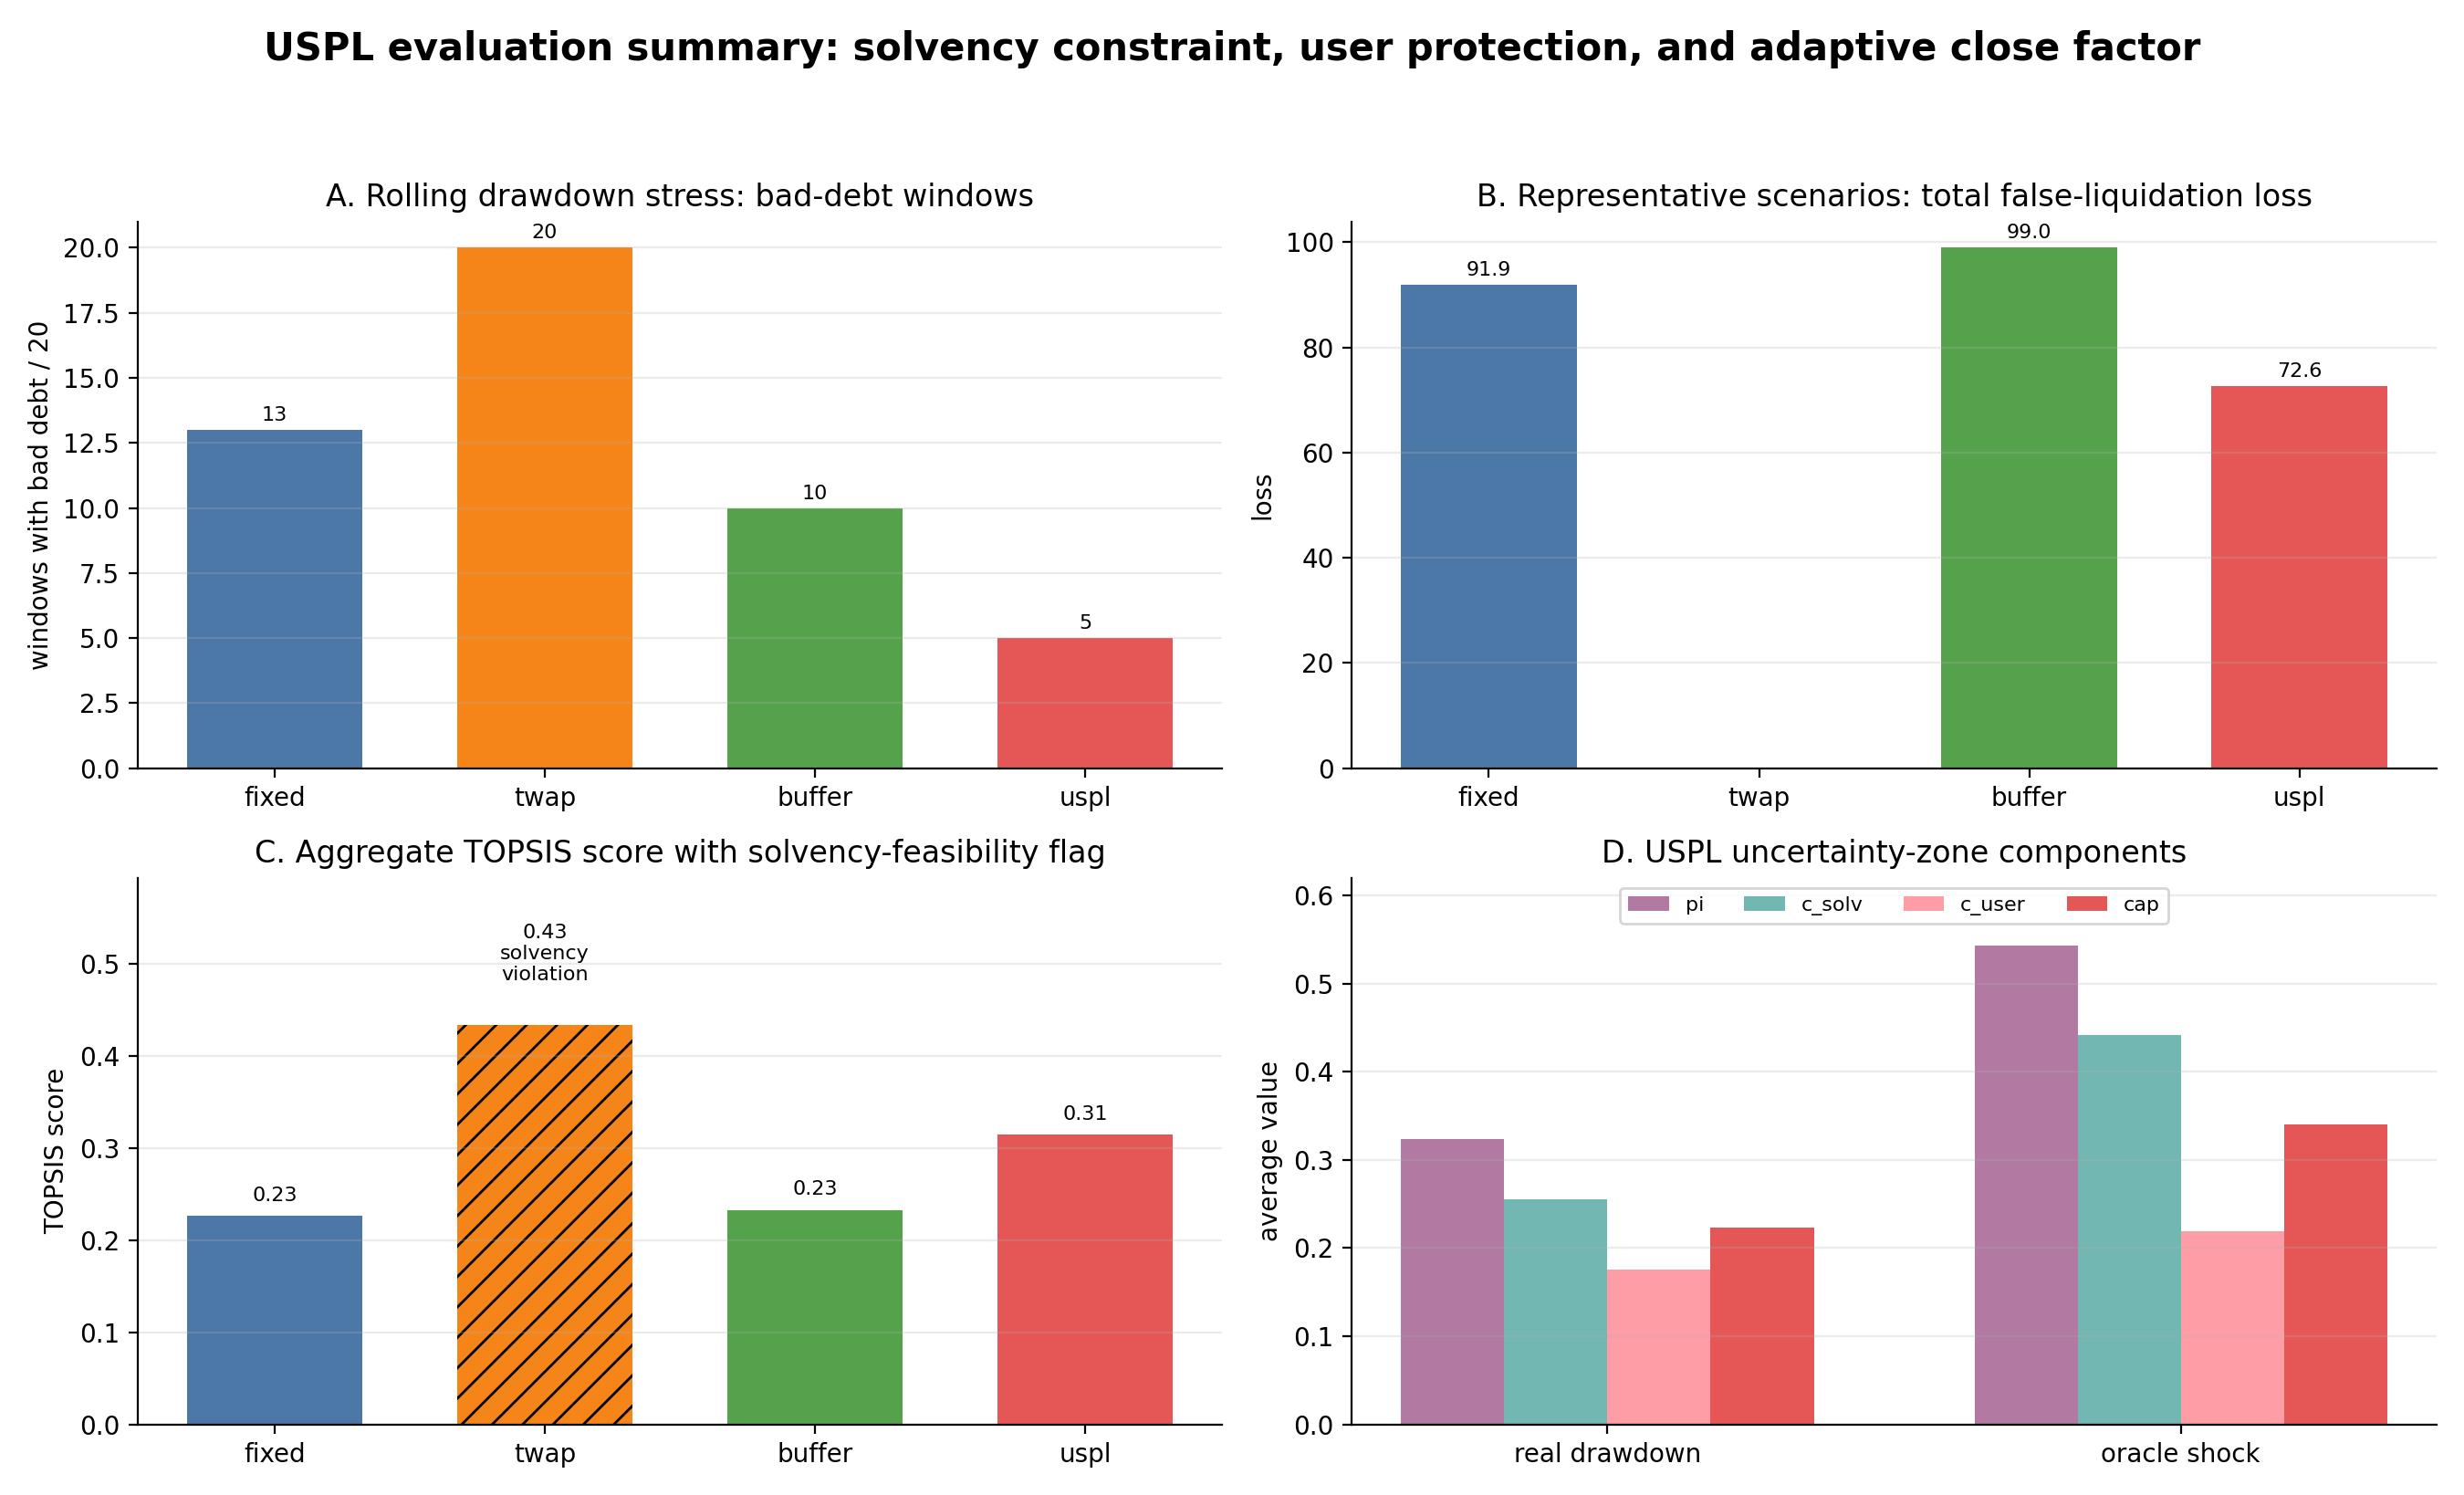 USPL evaluation summary: solvency constraint, user protection, and adaptive close factor
A. Rolling drawdown stress: bad-debt windows
windows with bad debt / 20
20.0
17.5
15.0
12.5
10.0
7.5
5.0
2.5
0.0
13
20
10
5
fixed
twap
buffer
uspl
B. Representative scenarios: total false-liquidation loss
loss
100
80
60
40
20
0
91.9
99.0
72.6
fixed
twap
buffer
uspl
C. Aggregate TOPSIS score with solvency-feasibility flag
TOPSIS score
0.5
0.4
0.3
0.2
0.1
0.0
0.23
0.43
solvency
violation
0.23
0.31
fixed
twap
buffer
uspl
D. USPL uncertainty-zone components
average value
0.6
0.5
0.4
0.3
0.2
0.1
0.0
pi
c_solv
c_user
cap
real drawdown
oracle shock